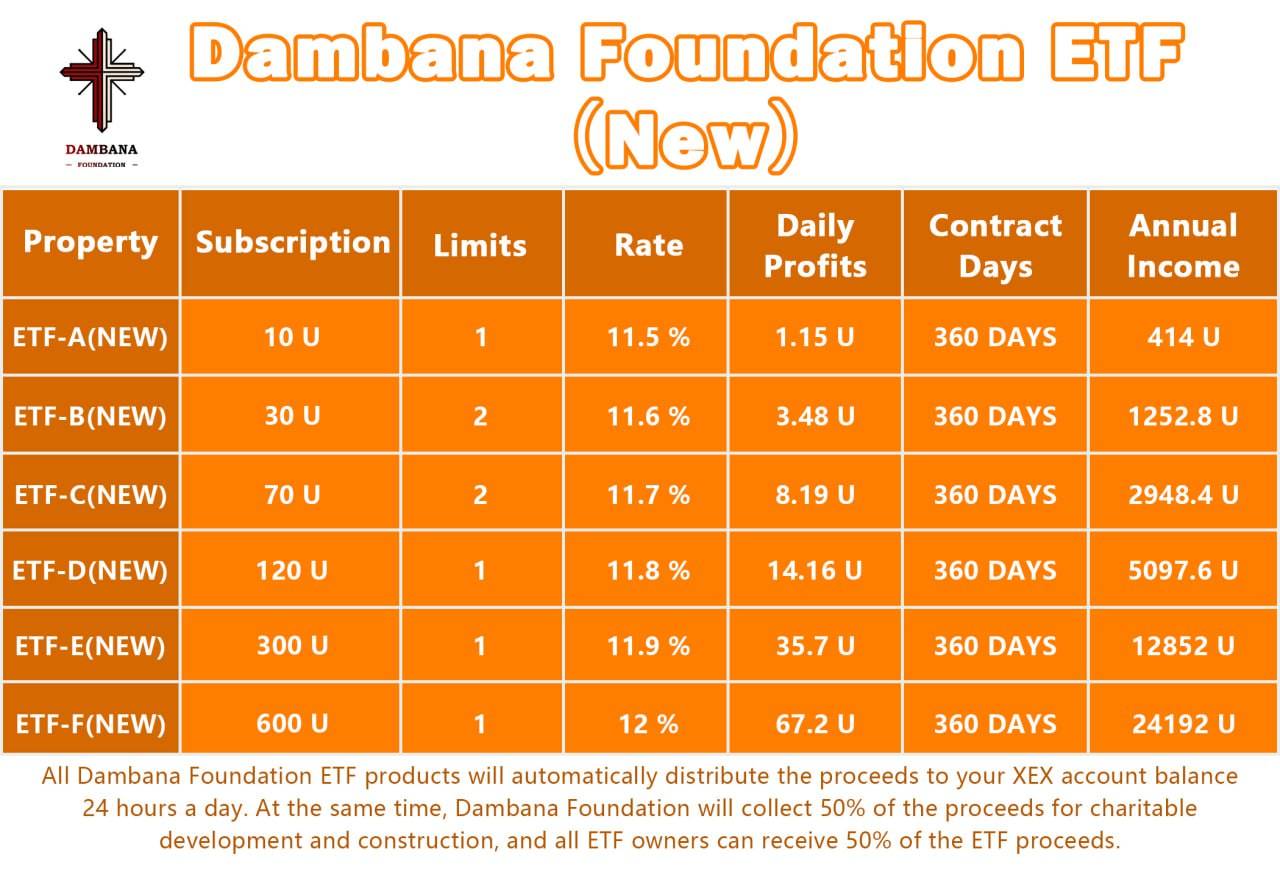 Dambana Foundation ETF
(New)
DAMBANA
FOUNDATION
Property Subscription Limits Rate Daily Profits Contract Days Annual Income
ETF-A(NEW) 10 U 1 11.5 % 1.15 U 360 DAYS 414 U
ETF-B(NEW) 30 U 2 11.6 % 3.48 U 360 DAYS 1252.8 U
ETF-C(NEW) 70 U 2 11.7 % 8.19 U 360 DAYS 2948.4 U
ETF-D(NEW) 120 U 1 11.8 % 14.16 U 360 DAYS 5097.6 U
ETF-E(NEW) 300 U 1 11.9 % 35.7 U 360 DAYS 12852 U
ETF-F(NEW) 600 U 1 12 % 67.2 U 360 DAYS 24192 U
All Dambana Foundation ETF products will automatically distribute the proceeds to your XEX account balance
24 hours a day. At the same time, Dambana Foundation will collect 50% of the proceeds for charitable
development and construction, and all ETF owners can receive 50% of the ETF proceeds.